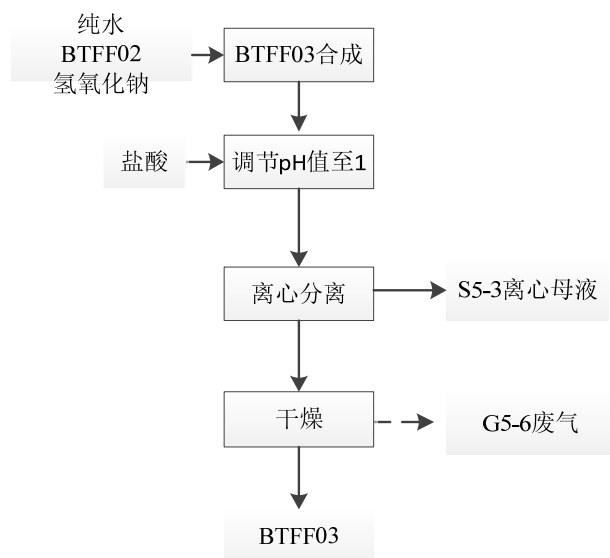 纯水
BTFF02
氢氧化钠
BTFF03合成
盐酸
调节pH值至1
离心分离
S5-3离心母液
干燥
G5-6废气
BTFF03